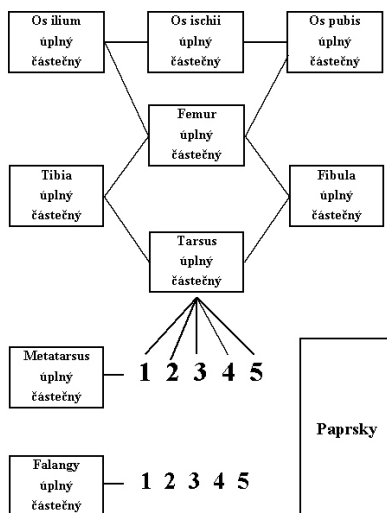 Os ilium
úplný
částečný
Os ischii
úplný
částečný
Os pubis
úplný
částečný
Femur
úplný
částečný
Tibia
úplný
částečný
Fibula
úplný
částečný
Tarsus
úplný
částečný
Metatarsus
úplný
částečný
1 2 3 4 5
Paprsky
Falangy
úplný
částečný
1 2 3 4 5